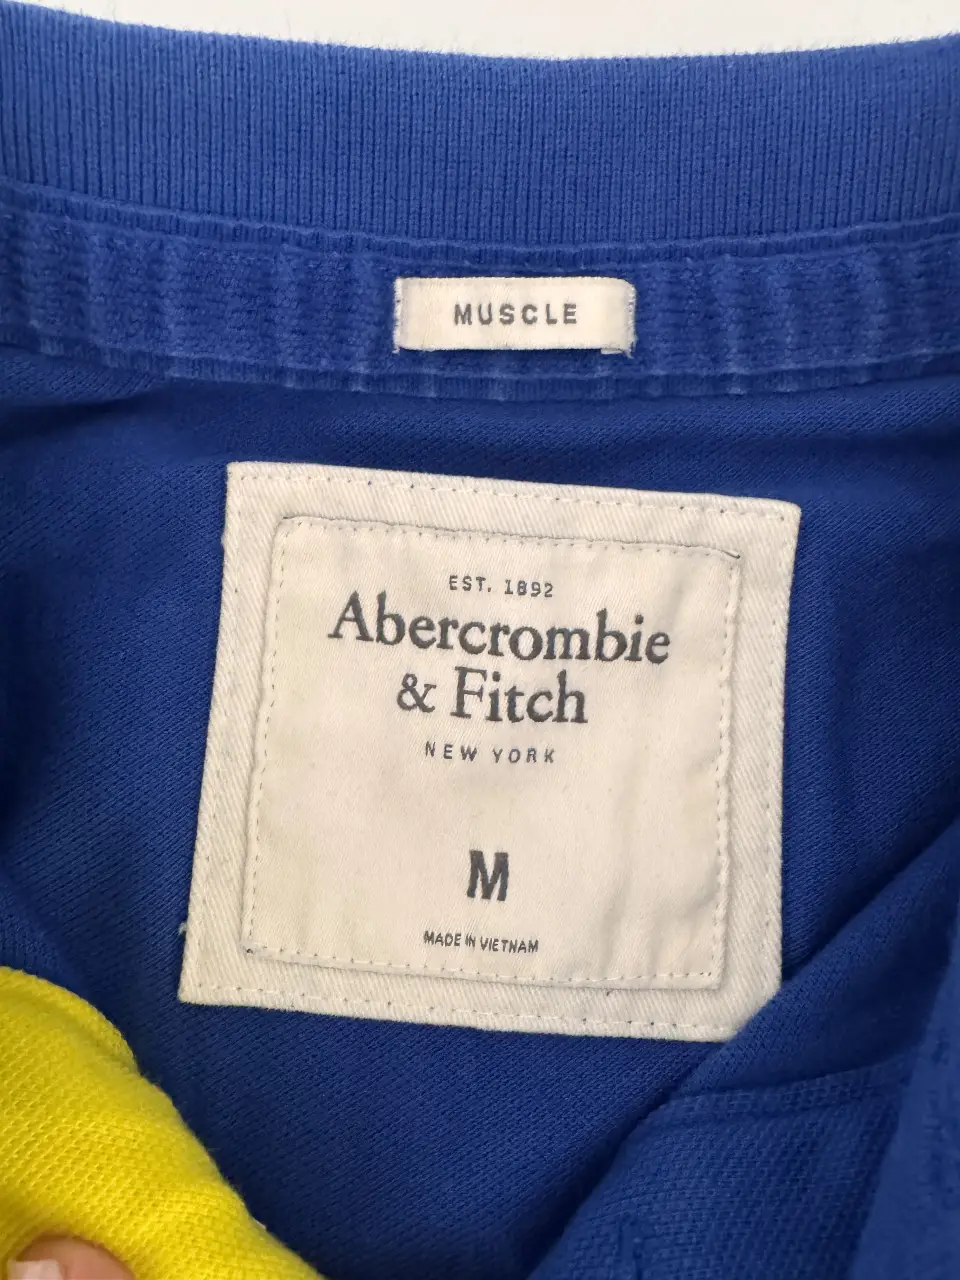 MUSCLE
EST. 1892
Abercrombie
& Fitch
NEW YORK
M
MADE IN VIETNAM